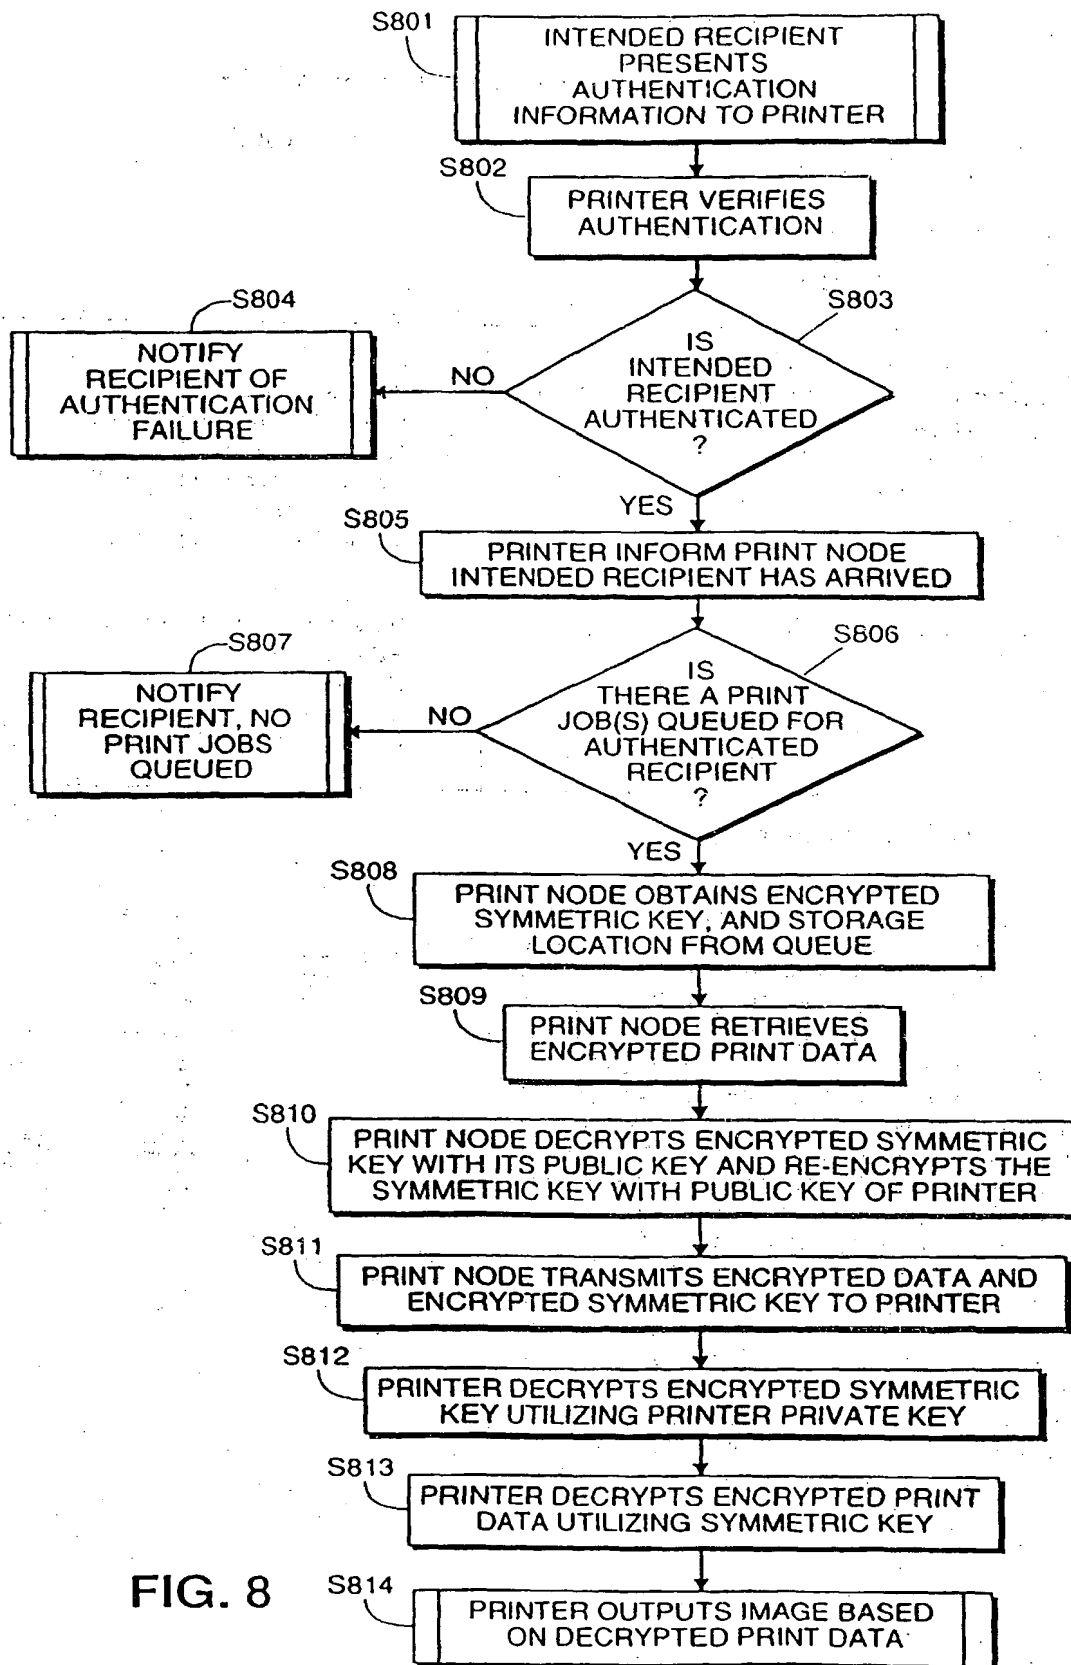 S801
INTENDED RECIPIENT
PRESENTS
AUTHENTICATION
INFORMATION TO PRINTER
S802
PRINTER VERIFIES
AUTHENTICATION
S803
IS
INTENDED
RECIPIENT
AUTHENTICATED
?
S804
NOTIFY
RECIPIENT OF
AUTHENTICATION
FAILURE
NO
YES
S805
PRINTER INFORM PRINT NODE
INTENDED RECIPIENT HAS ARRIVED
S806
IS
THERE A PRINT
JOB(S) QUEUED FOR
AUTHENTICATED
RECIPIENT
?
S807
NOTIFY
RECIPIENT, NO
PRINT JOBS
QUEUED
NO
YES
S808
PRINT NODE OBTAINS ENCRYPTED
SYMMETRIC KEY, AND STORAGE
LOCATION FROM QUEUE
S809
PRINT NODE RETRIEVES
ENCRYPTED PRINT DATA
S810
PRINT NODE DECRYPTS ENCRYPTED SYMMETRIC
KEY WITH ITS PUBLIC KEY AND RE-ENCRYPTS THE
SYMMETRIC KEY WITH PUBLIC KEY OF PRINTER
S811
PRINT NODE TRANSMITS ENCRYPTED DATA AND
ENCRYPTED SYMMETRIC KEY TO PRINTER
S812
PRINTER DECRYPTS ENCRYPTED SYMMETRIC
KEY UTILIZING PRINTER PRIVATE KEY
S813
PRINTER DECRYPTS ENCRYPTED PRINT
DATA UTILIZING SYMMETRIC KEY
S814
PRINTER OUTPUTS IMAGE BASED
ON DECRYPTED PRINT DATA
FIG. 8